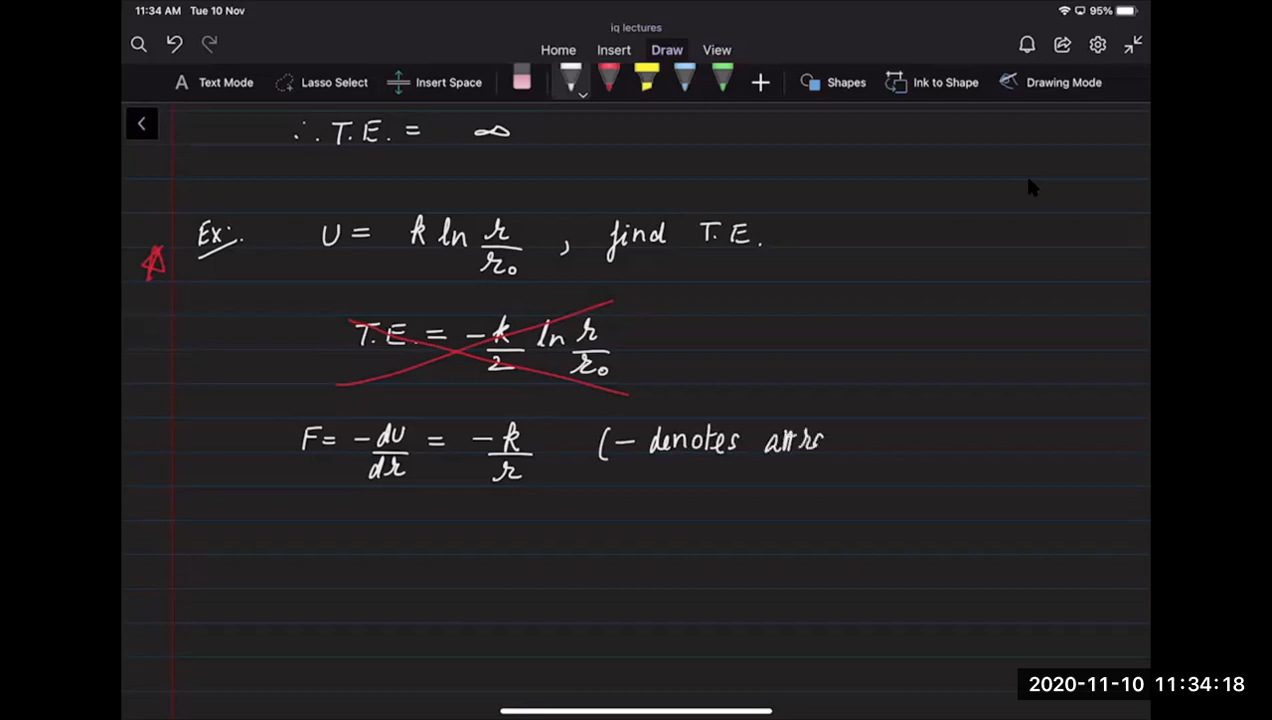 11:34 AM Tue 10 Nov
95%
iq lectures
Home Insert Draw View
Text Mode Lasso Select Insert Space Shapes Ink to Shape Drawing Mode
∴ T.E. = ∞
Ex:. U = k ln r/r₀ , find T.E.
T.E. = -k/2 ln r/r₀
F = -dU/dr = -k/r (- denotes
2020-11-10 11:34:18